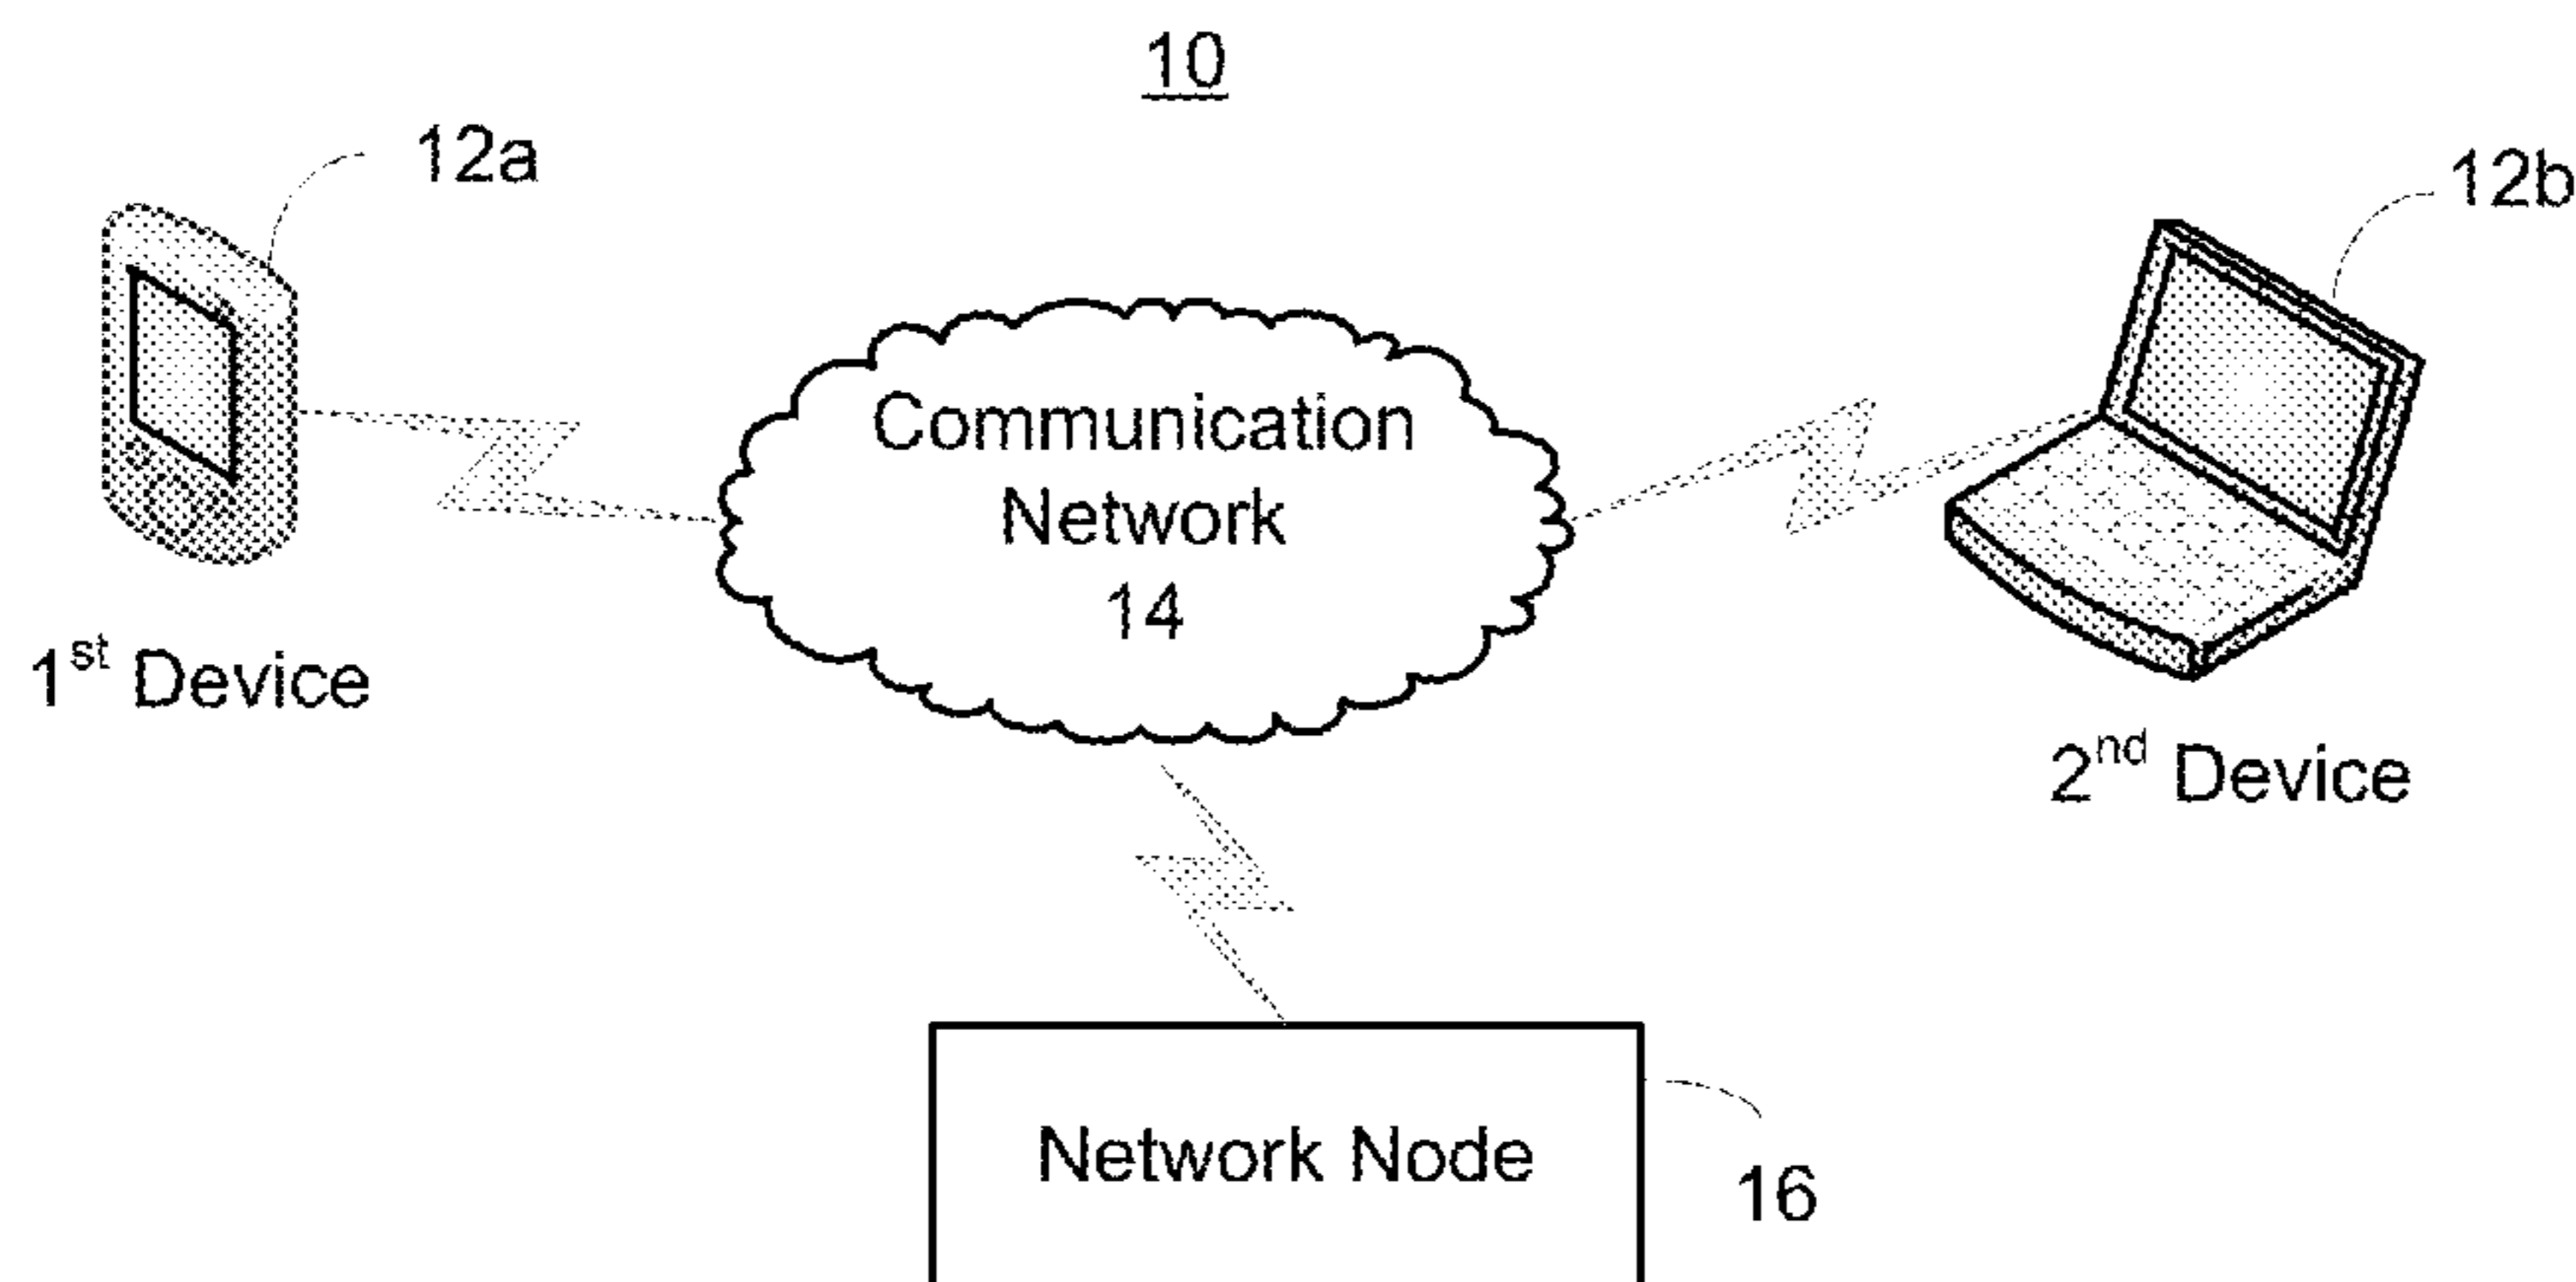 10
12a
12b
Communication
Network
14
1st Device
2nd Device
Network Node
16